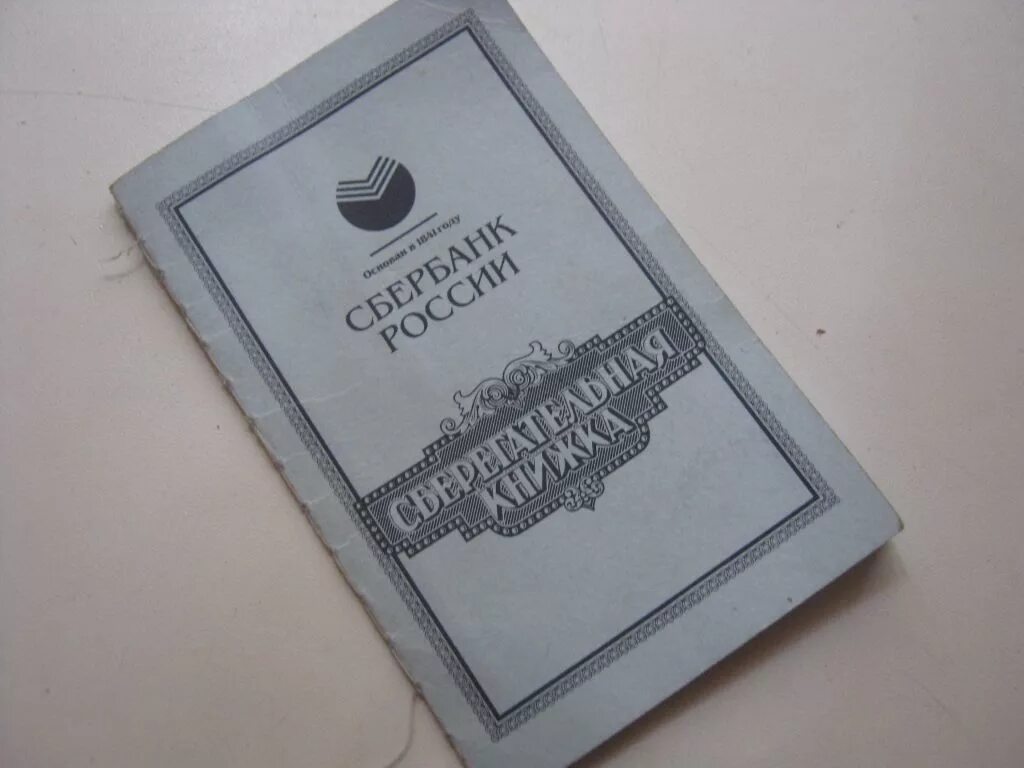 Основан в 1841 году
СБЕРБАНК
РОССИИ
СБЕРЕГАТЕЛЬНАЯ
КНИЖКА